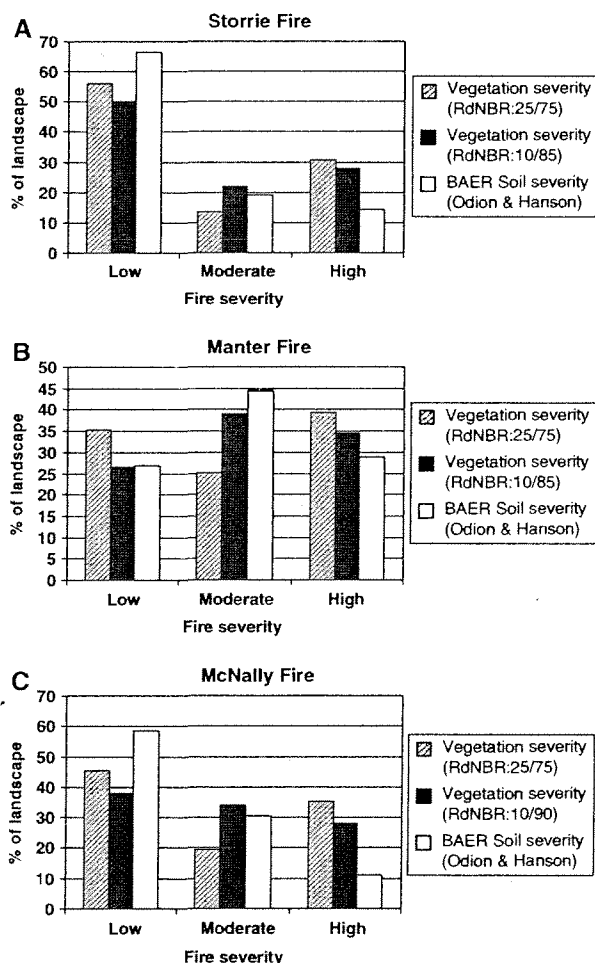 A
Storrie Fire
% of landscape
70
60
50
40
30
20
10
0
Low
Moderate
High
Fire severity
Vegetation severity
(RdNBR:25/75)
Vegetation severity
(RdNBR:10/85)
BAER Soil severity
(Odion & Hanson)
B
Manter Fire
% of landscape
50
45
40
35
30
25
20
15
10
5
0
Low
Moderate
High
Fire severity
Vegetation severity
(RdNBR:25/75)
Vegetation severity
(RdNBR:10/85)
BAER Soil severity
(Odion & Hanson)
C
McNally Fire
% of landscape
70
60
50
40
30
20
10
0
Low
Moderate
High
Fire severity
Vegetation severity
(RdNBR:25/75)
Vegetation severity
(RdNBR:10/90)
BAER Soil severity
(Odion & Hanson)